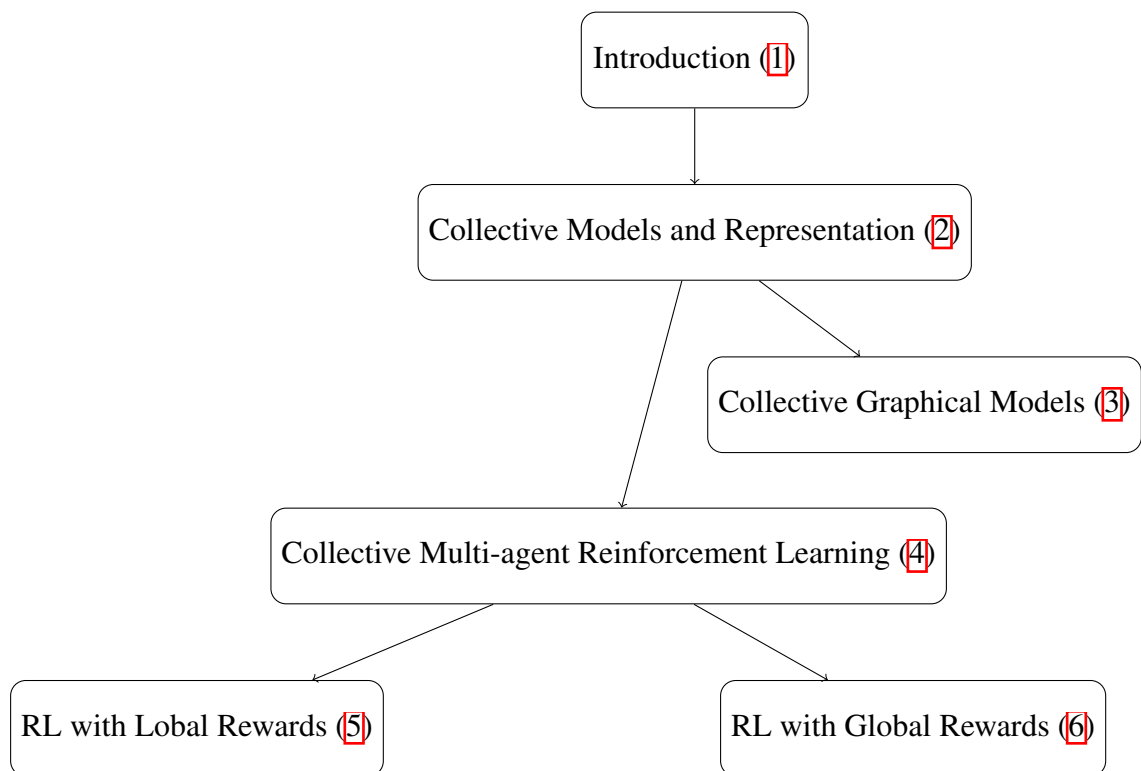 Introduction (1)
Collective Models and Representation (2)
Collective Graphical Models (3)
Collective Multi-agent Reinforcement Learning (4)
RL with Lobal Rewards (5)
RL with Global Rewards (6)